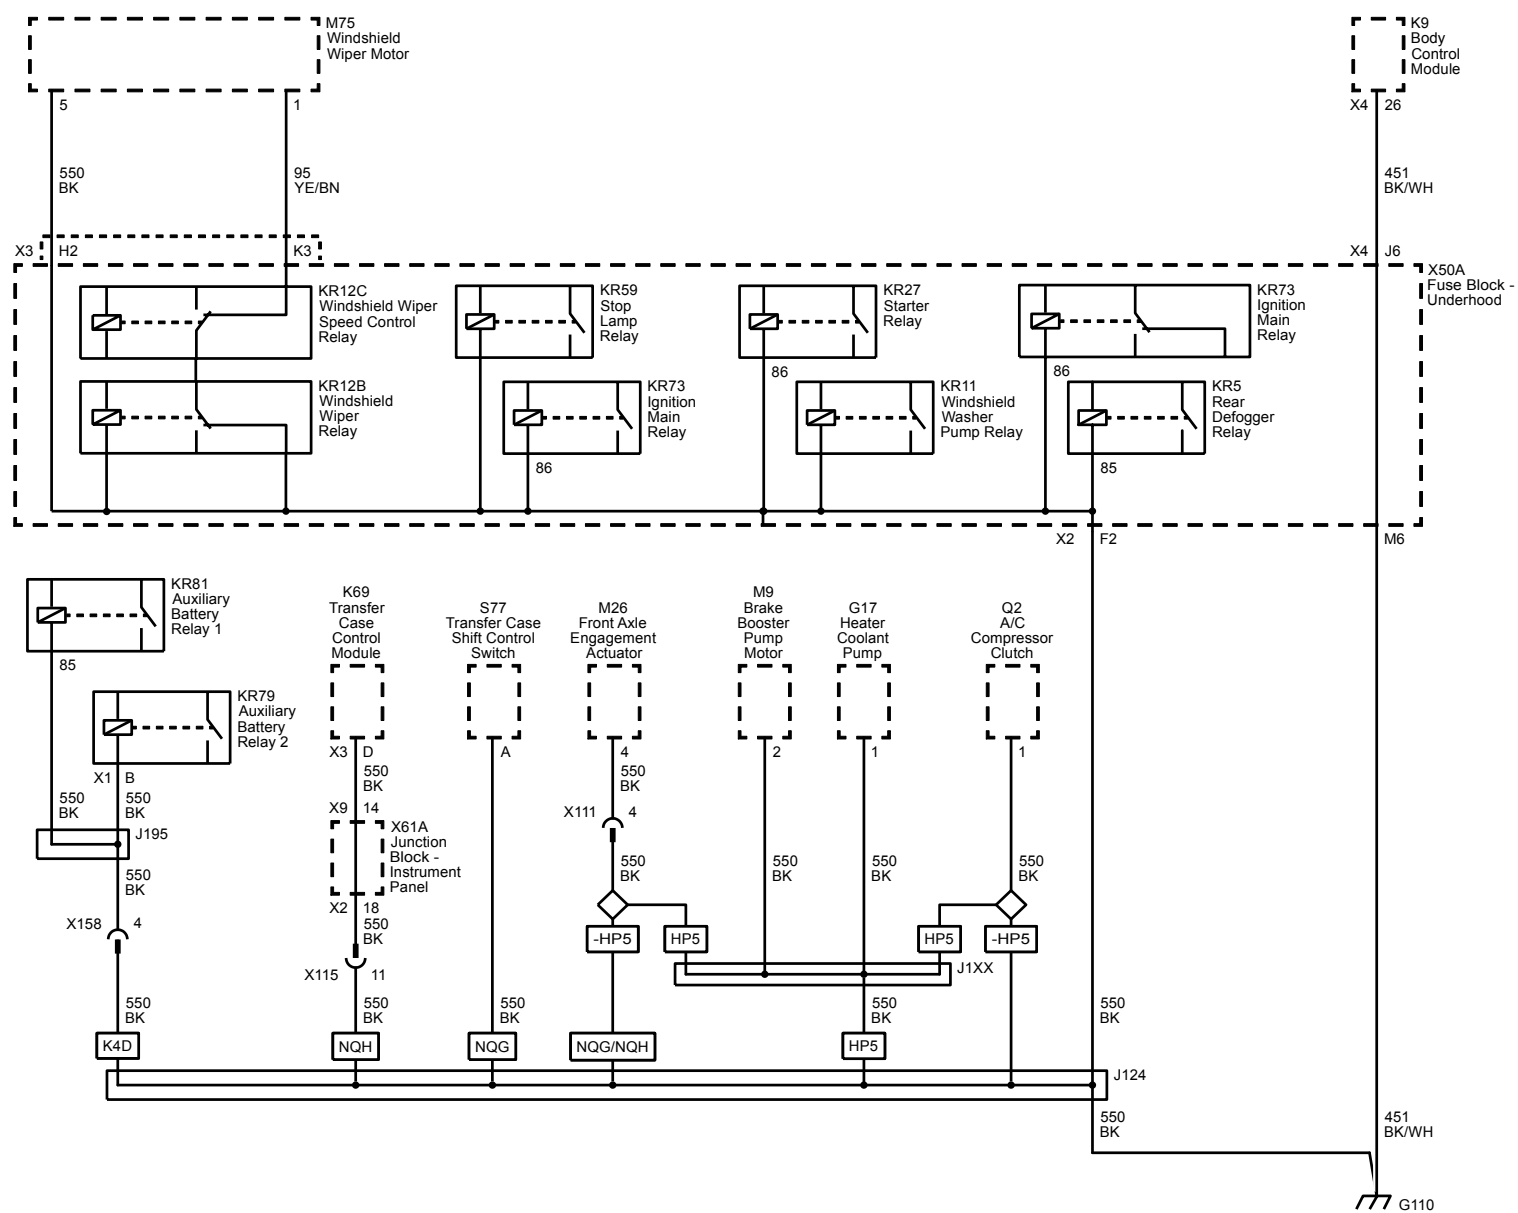 M75
Windshield
Wiper Motor
K9
Body
Control
Module
5
1
X4
26
550
BK
95
YE/BN
451
BK/WH
X3
H2
K3
X4
J6
X50A
Fuse Block -
Underhood
KR12C
Windshield Wiper
Speed Control
Relay
KR59
Stop
Lamp
Relay
KR27
Starter
Relay
KR73
Ignition
Main
Relay
86
86
KR12B
Windshield
Wiper
Relay
KR73
Ignition
Main
Relay
KR11
Windshield
Washer
Pump Relay
KR5
Rear
Defogger
Relay
86
85
X2
F2
M6
KR81
Auxiliary
Battery
Relay 1
K69
Transfer
Case
Control
Module
S77
Transfer Case
Shift Control
Switch
M26
Front Axle
Engagement
Actuator
M9
Brake
Booster
Pump
Motor
G17
Heater
Coolant
Pump
Q2
A/C
Compressor
Clutch
85
KR79
Auxiliary
Battery
Relay 2
X3
D
A
4
2
1
1
X1
B
550
BK
550
BK
550
BK
550
BK
X9
14
X111
4
J195
X61A
Junction
Block -
Instrument
Panel
550
BK
550
BK
550
BK
550
BK
550
BK
X2
18
X158
4
550
BK
-HP5
HP5
HP5
-HP5
X115
11
J1XX
550
BK
550
BK
550
BK
550
BK
550
BK
K4D
NQH
NQG
NQG/NQH
HP5
J124
550
BK
451
BK/WH
G110